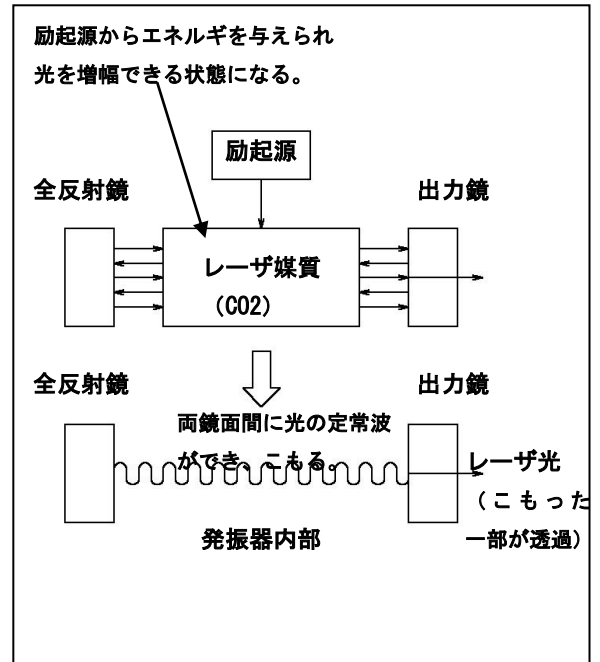 励起源からエネルギを与えられ
光を増幅できる状態になる。
励起源
全反射鏡
出力鏡
レーザ媒質
(CO2)
全反射鏡
出力鏡
両鏡面間に光の定常波
ができ、こもる。
レーザ光
(こもった
一部が透過)
発振器内部